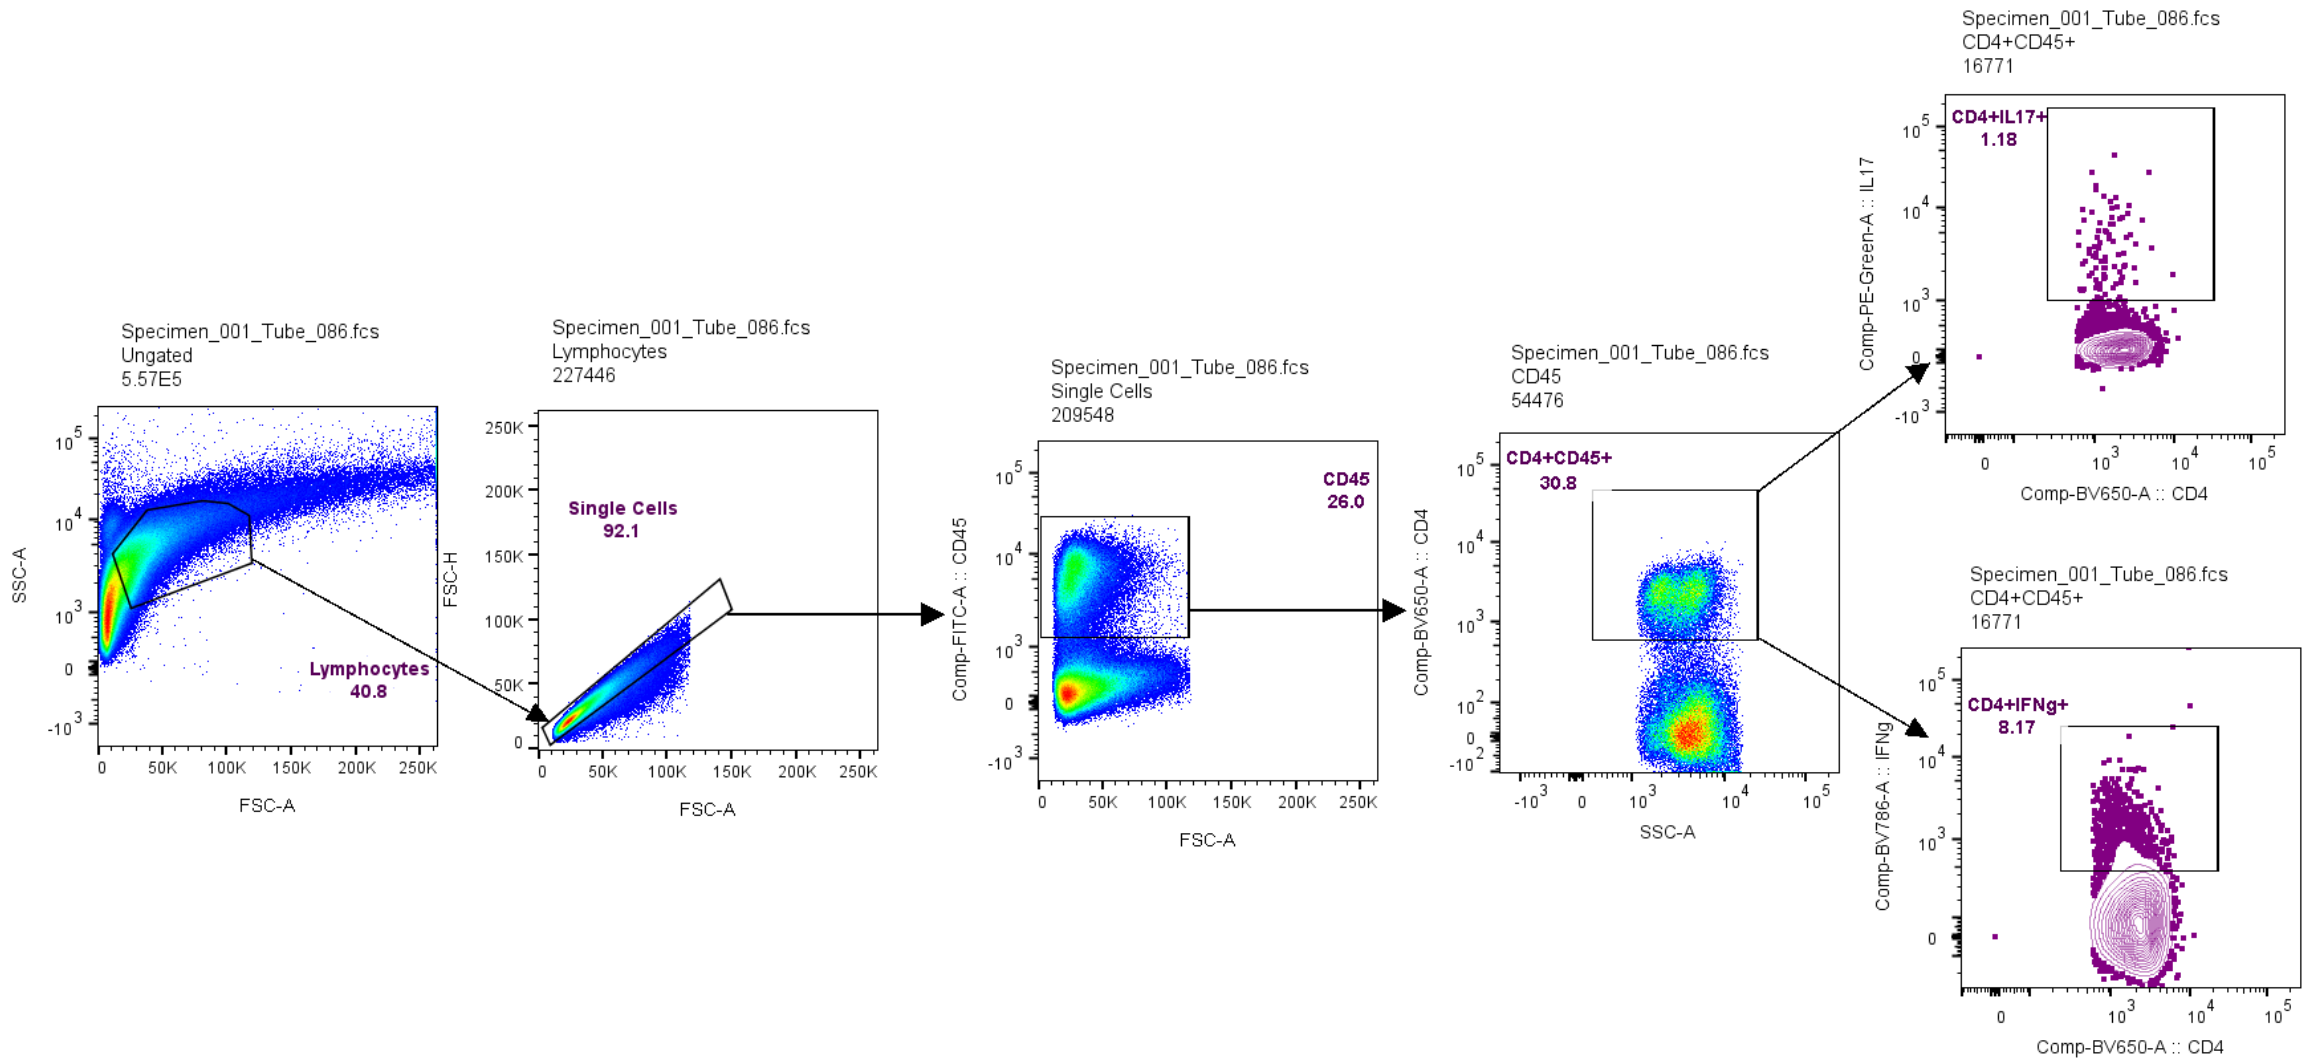 Specimen_001_Tube_086.fcs
Ungated
5.57E5
SSC-A
10^5
10^4
10^3
0
-10^3
Lymphocytes
40.8
0 50K 100K 150K 200K 250K
FSC-A
Specimen_001_Tube_086.fcs
Lymphocytes
227446
FSC-H
250K
200K
150K
100K
50K
0
Single Cells
92.1
0 50K 100K 150K 200K 250K
FSC-A
Specimen_001_Tube_086.fcs
Single Cells
209548
Comp-FITC-A :: CD45
10^5
10^4
10^3
0
-10^3
CD45
26.0
0 50K 100K 150K 200K 250K
FSC-A
Specimen_001_Tube_086.fcs
CD45
54476
Comp-BV650-A :: CD4
10^5
10^4
10^3
10^2
0
-10^2
CD4+CD45+
30.8
-10^3 0 10^3 10^4 10^5
SSC-A
Specimen_001_Tube_086.fcs
CD4+CD45+
16771
Comp-PE-Green-A :: IL17
10^5
10^4
10^3
0
-10^3
CD4+IL17+
1.18
0 10^3 10^4 10^5
Comp-BV650-A :: CD4
Specimen_001_Tube_086.fcs
CD4+CD45+
16771
Comp-BV786-A :: IFNg
10^5
10^4
10^3
0
CD4+IFNg+
8.17
0 10^3 10^4 10^5
Comp-BV650-A :: CD4